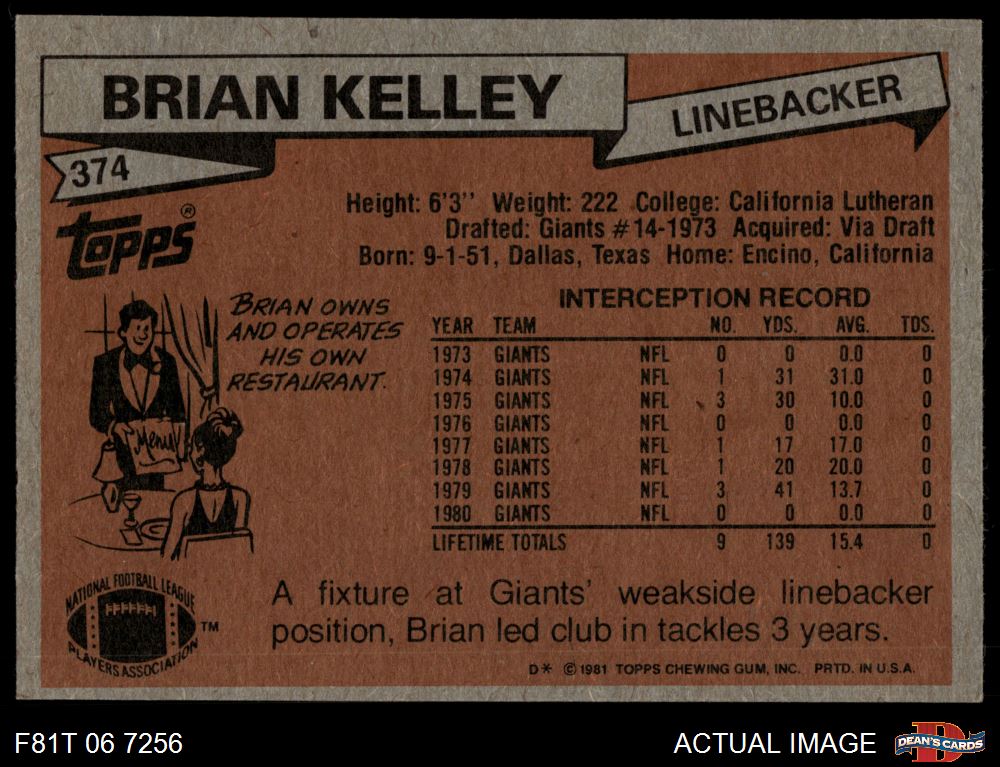 BRIAN KELLEY
LINEBACKER
374
TOPPS®
Height: 6'3'' Weight: 222 College: California Lutheran
Drafted: Giants #14-1973 Acquired: Via Draft
Born: 9-1-51, Dallas, Texas Home: Encino, California
BRIAN OWNS
AND OPERATES
HIS OWN
RESTAURANT.
Menu
INTERCEPTION RECORD
YEAR TEAM NO. YDS. AVG. TDS.
1973 GIANTS NFL 0 0 0.0 0
1974 GIANTS NFL 1 31 31.0 0
1975 GIANTS NFL 3 30 10.0 0
1976 GIANTS NFL 0 0 0.0 0
1977 GIANTS NFL 1 17 17.0 0
1978 GIANTS NFL 1 20 20.0 0
1979 GIANTS NFL 3 41 13.7 0
1980 GIANTS NFL 0 0 0.0 0
LIFETIME TOTALS 9 139 15.4 0
NATIONAL FOOTBALL LEAGUE
PLAYERS ASSOCIATION
TM
A fixture at Giants' weakside linebacker
position, Brian led club in tackles 3 years.
D* ©1981 TOPPS CHEWING GUM, INC. PRTD. IN U.S.A.
F81T 06 7256
ACTUAL IMAGE
D
DEAN'S CARDS